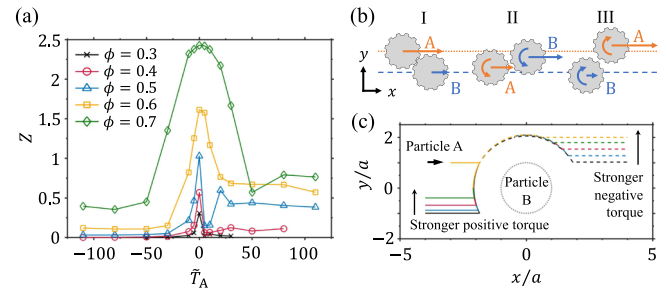 (a)
2.5
2
1.5
1
0.5
0
Z
ϕ = 0.3
ϕ = 0.4
ϕ = 0.5
ϕ = 0.6
ϕ = 0.7
−100 −50 0 50 100
T̃_A
(b)
I II III
A B A B A B
y
x
(c)
y/a
2
0
−2
Particle A
Particle
B
Stronger positive torque
Stronger
negative
torque
−5 0 5
x/a